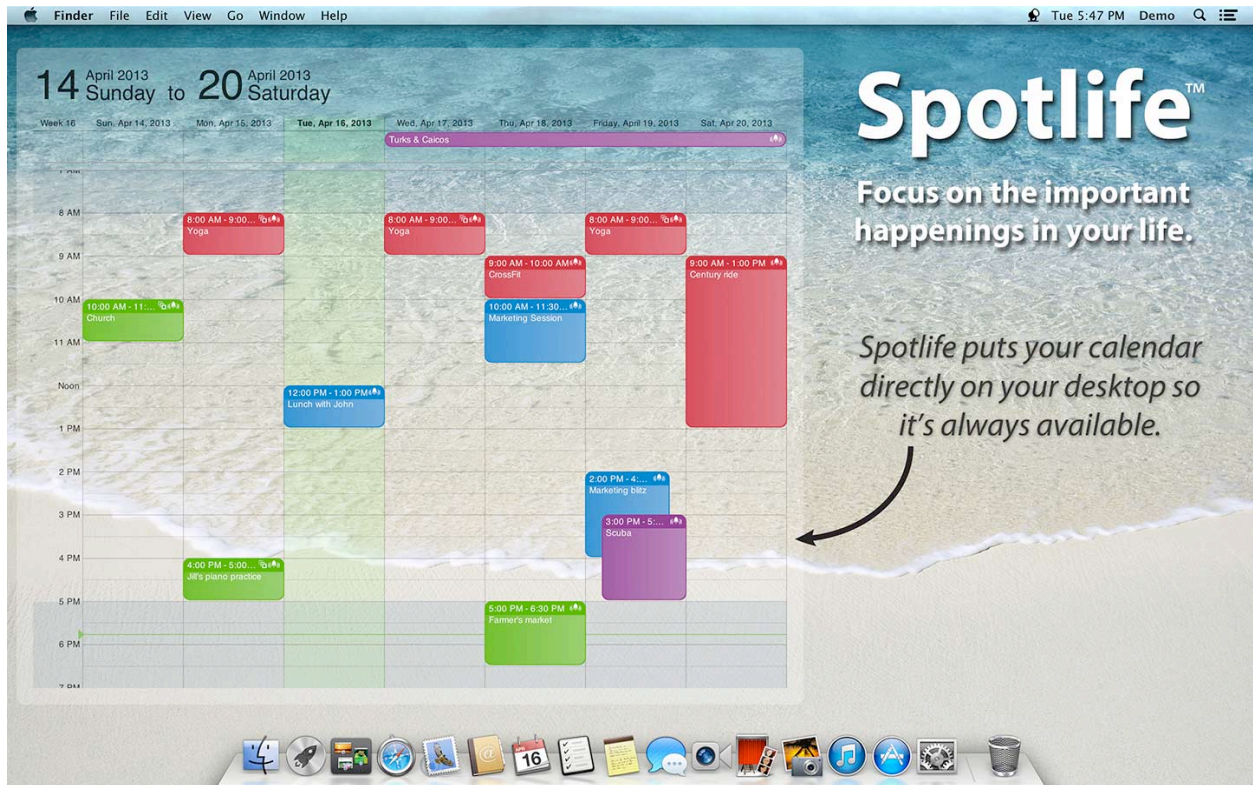 Finder File Edit View Go Window Help
Tue 5:47 PM Demo
14 April 2013 Sunday to 20 April 2013 Saturday
Week 16 Sun, Apr 14, 2013 Mon, Apr 15, 2013 Tue, Apr 16, 2013 Wed, Apr 17, 2013 Thu, Apr 18, 2013 Friday, April 19, 2013 Sat, Apr 20, 2013
Turks & Caicos
7 AM
8 AM
8:00 AM - 9:00...
Yoga
8:00 AM - 9:00...
Yoga
8:00 AM - 9:00...
Yoga
9 AM
9:00 AM - 10:00 AM
CrossFit
9:00 AM - 1:00 PM
Century ride
10 AM
10:00 AM - 11:...
Church
10:00 AM - 11:30...
Marketing Session
11 AM
Noon
12:00 PM - 1:00 PM
Lunch with John
1 PM
2 PM
2:00 PM - 4:...
Marketing blitz
3 PM
3:00 PM - 5:...
Scuba
4 PM
4:00 PM - 5:00...
Jill's piano practice
5 PM
5:00 PM - 6:30 PM
Farmer's market
6 PM
7 PM
Spotlife™
Focus on the important
happenings in your life.
Spotlife puts your calendar
directly on your desktop so
it's always available.
APR
16